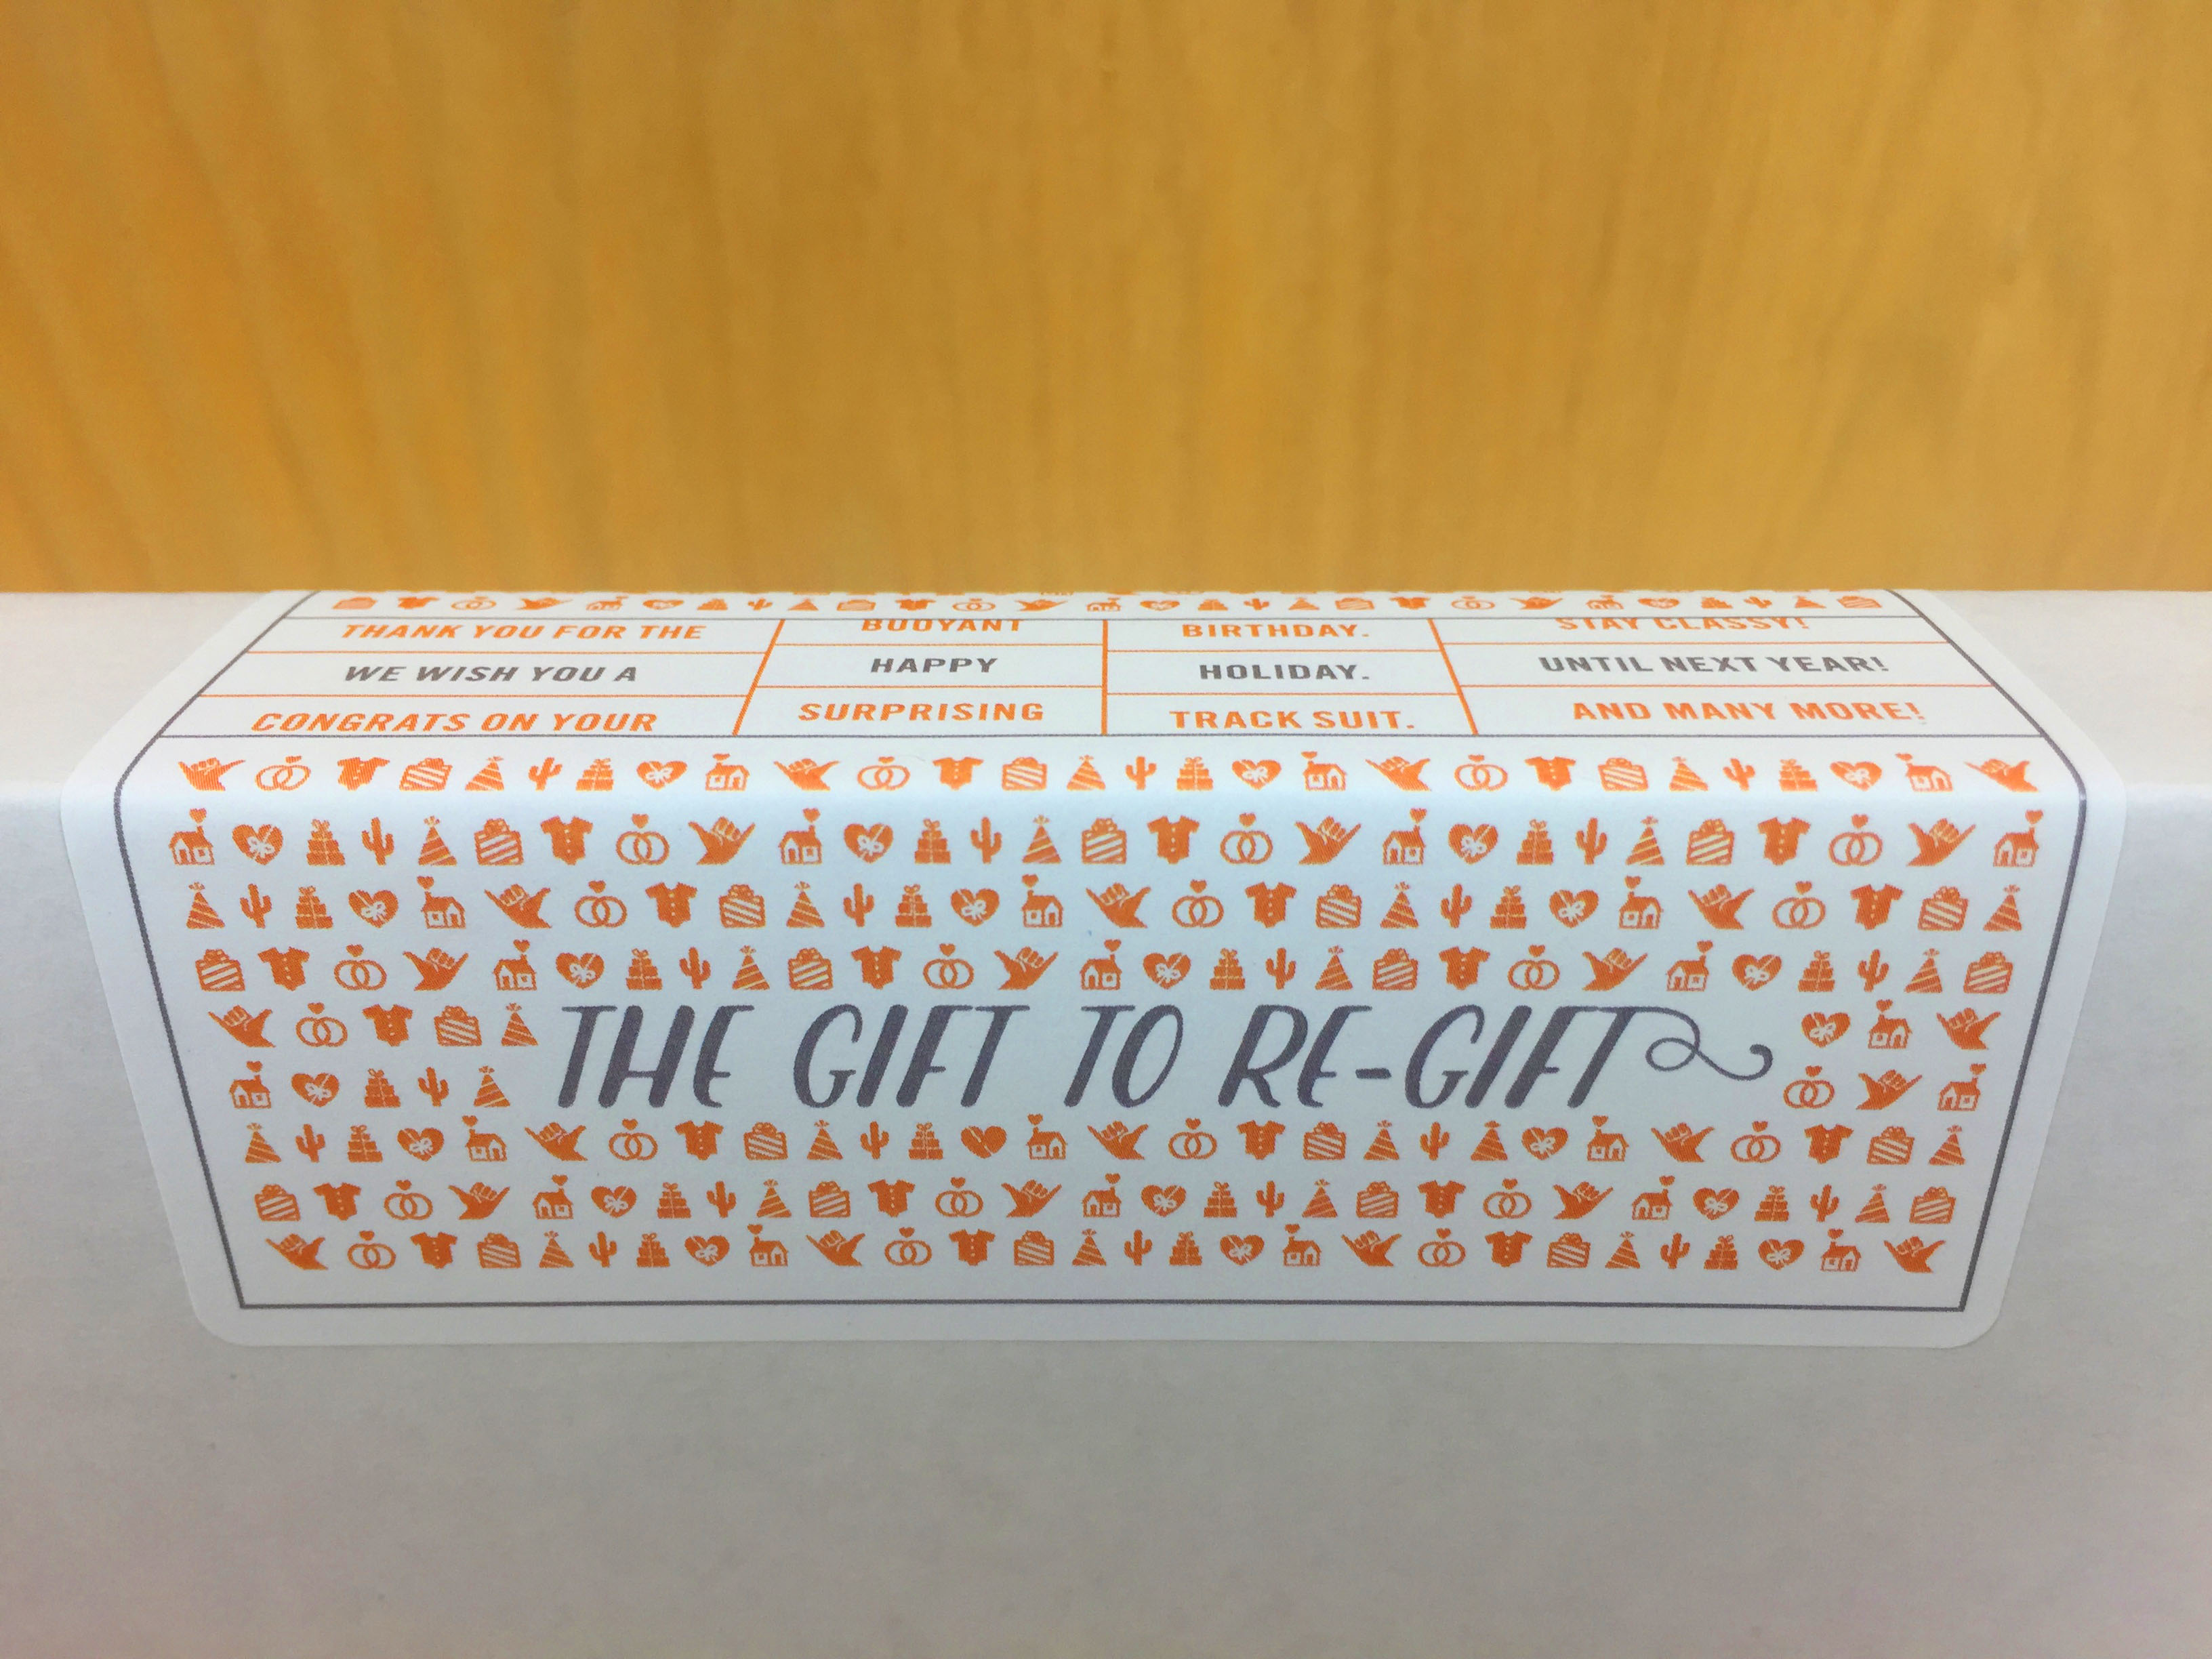 THANK YOU FOR THE BUOYANT BIRTHDAY. STAY CLASSY!
WE WISH YOU A HAPPY HOLIDAY. UNTIL NEXT YEAR!
CONGRATS ON YOUR SURPRISING TRACK SUIT. AND MANY MORE!
THE GIFT TO RE-GIFT